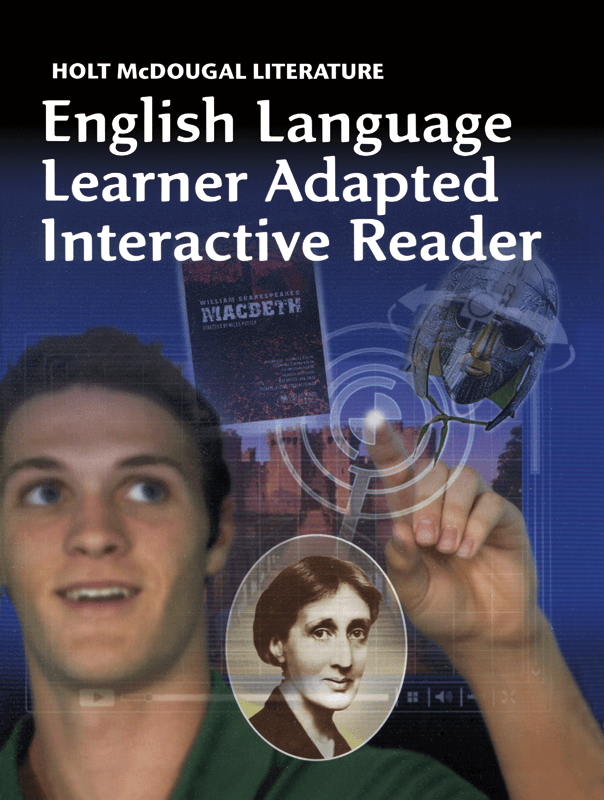 HOLT McDOUGAL LITERATURE
English Language
Learner Adapted
Interactive Reader
WILLIAM SHAKESPEARE'S
MACBETH